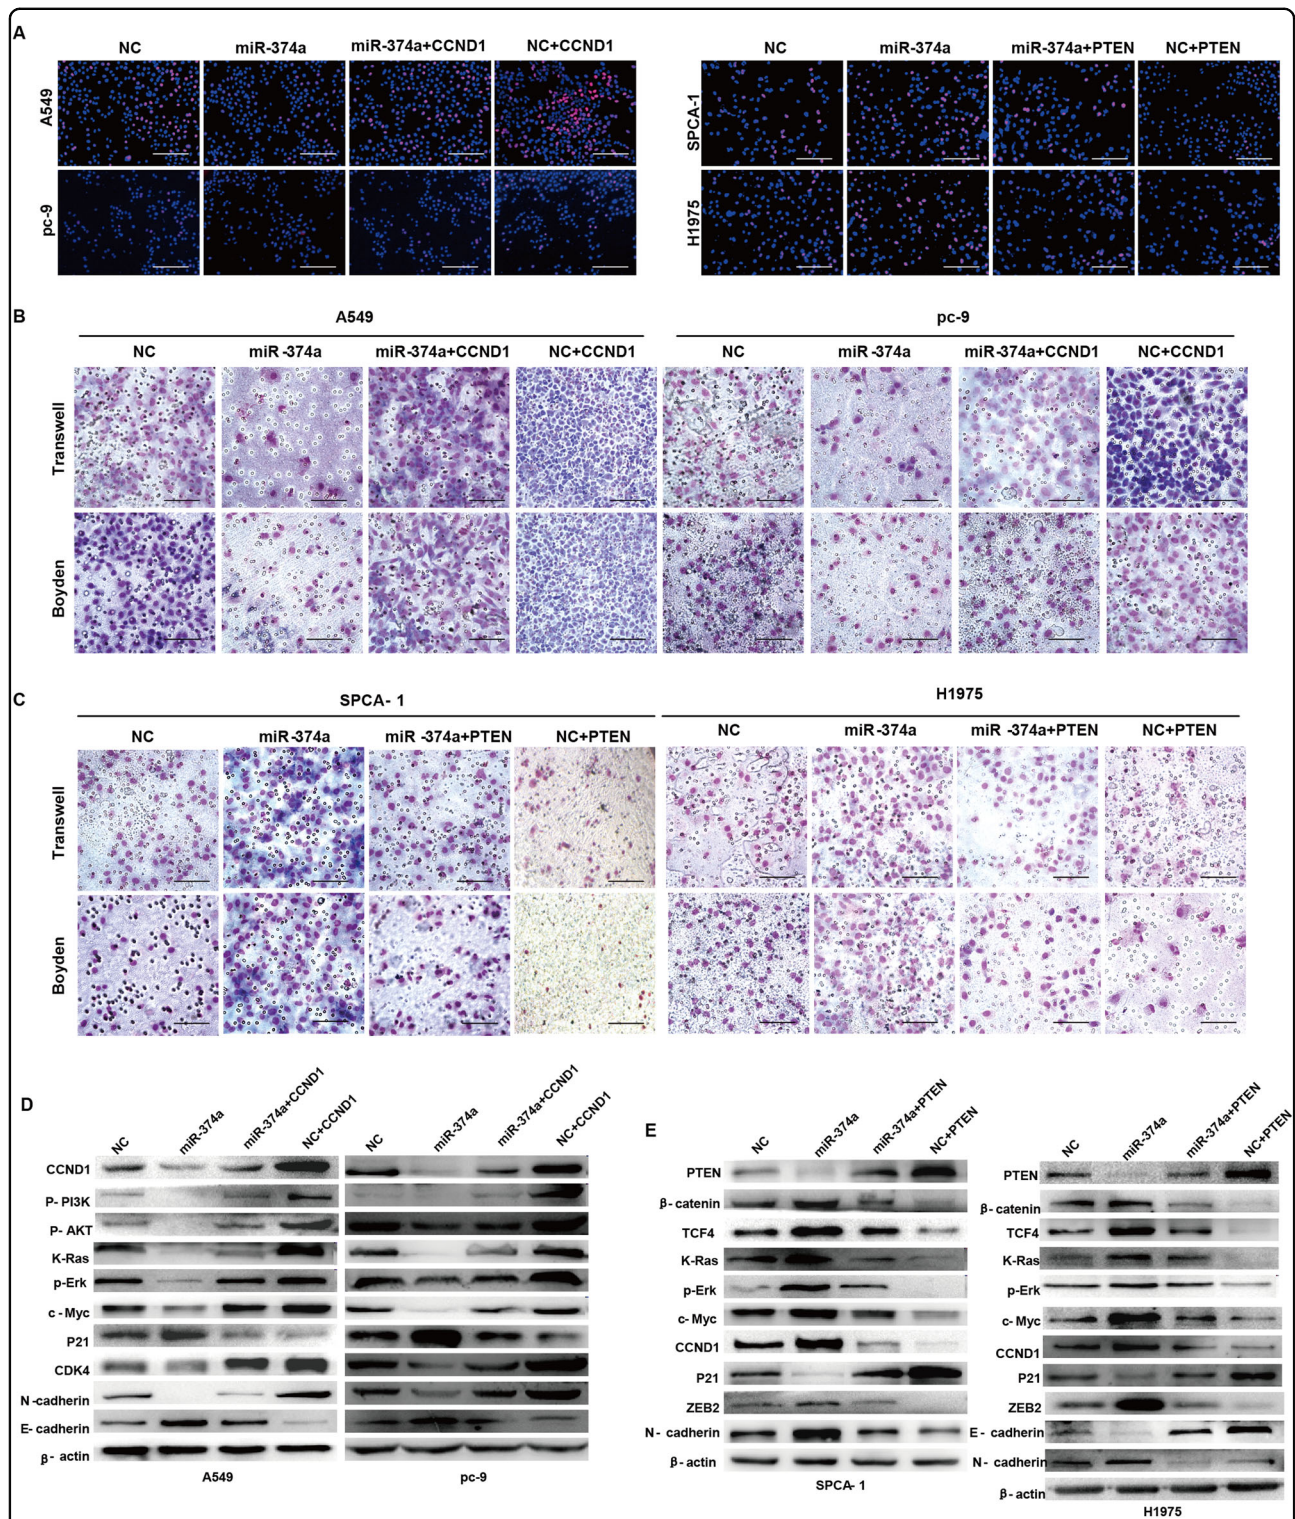 A
NC miR-374a miR-374a+CCND1 NC+CCND1 NC miR-374a miR-374a+PTEN NC+PTEN
A549 SPCA-1
pc-9 H1975
B
A549 pc-9
NC miR -374a miR-374a+CCND1 NC+CCND1 NC miR -374a miR-374a+CCND1 NC+CCND1
Transwell
Boyden
C
SPCA- 1 H1975
NC miR-374a miR -374a+PTEN NC+PTEN NC miR-374a miR -374a+PTEN NC+PTEN
Transwell
Boyden
D
NC miR-374a miR-374a+CCND1 NC+CCND1 NC miR-374a miR-374a+CCND1 NC+CCND1
CCND1
P- PI3K
P- AKT
K-Ras
p-Erk
c - Myc
P21
CDK4
N -cadherin
E- cadherin
β- actin
A549 pc-9
E
NC miR-374a miR-374a+PTEN NC+PTEN
PTEN
β-catenin
TCF4
K-Ras
p-Erk
c- Myc
CCND1
P21
ZEB2
N - cadherin
β- actin
SPCA- 1
NC miR-374a miR-374a+PTEN NC+PTEN
PTEN
β- catenin
TCF4
K-Ras
p-Erk
c- Myc
CCND1
P21
ZEB2
E - cadherin
N - cadherin
β- actin
H1975